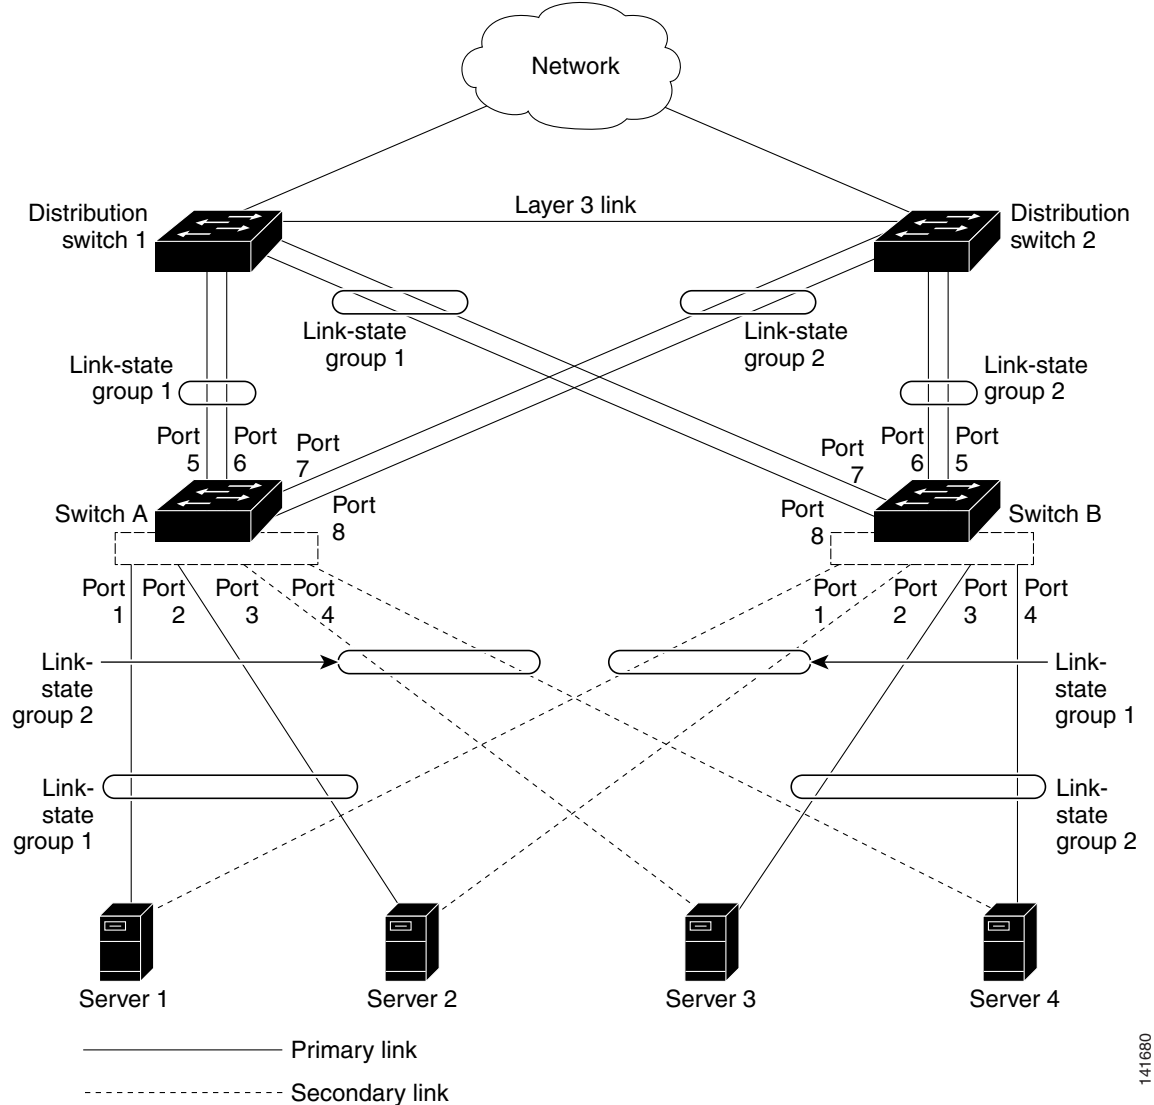 Network
Layer 3 link
Distribution
switch 1
Distribution
switch 2
Link-state
group 1
Link-state
group 2
Link-state
group 1
Link-state
group 2
Port
5
Port
6
Port
7
Port
8
Port
7
Port
6
Port
5
Port
8
Switch A
Switch B
Port
1
Port
2
Port
3
Port
4
Port
1
Port
2
Port
3
Port
4
Link-
state
group 2
Link-
state
group 1
Link-
state
group 1
Link-
state
group 2
Server 1
Server 2
Server 3
Server 4
Primary link
Secondary link
141680